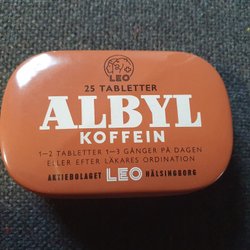 LEO
25 TABLETTER
ALBYL
KOFFEIN
1–2 TABLETTER 1–3 GÅNGER PÅ DAGEN
ELLER EFTER LÄKARES ORDINATION
AKTIEBOLAGET LEO HÄLSINGBORG